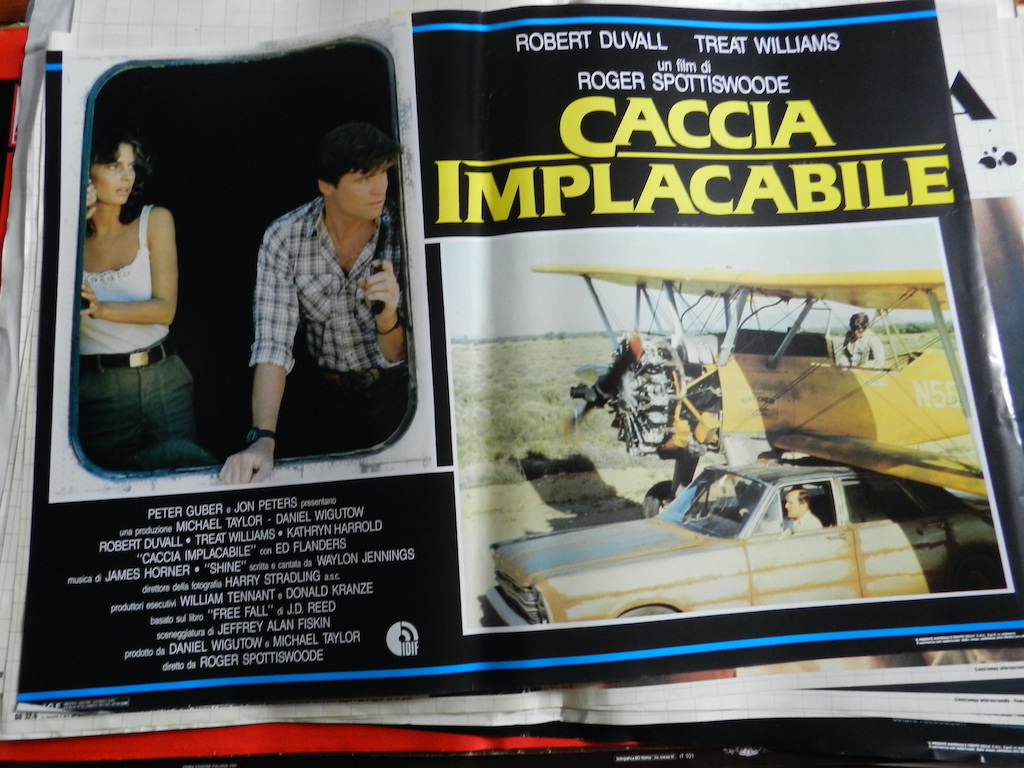 ROBERT DUVALL TREAT WILLIAMS
un film di
ROGER SPOTTISWOODE
CACCIA
IMPLACABILE
N56
PETER GUBER e JON PETERS presentano
una produzione MICHAEL TAYLOR - DANIEL WIGUTOW
ROBERT DUVALL • TREAT WILLIAMS • KATHRYN HARROLD
"CACCIA IMPLACABILE" con ED FLANDERS
musica di JAMES HORNER • "SHINE" scritta e cantata da WAYLON JENNINGS
direttore della fotografia HARRY STRADLING a.s.c.
produttori esecutivi WILLIAM TENNANT e DONALD KRANZE
basato sul libro "FREE FALL" di J.D. REED
sceneggiatura di JEFFREY ALAN FISKIN
prodotto da DANIEL WIGUTOW e MICHAEL TAYLOR
diretto da ROGER SPOTTISWOODE
IDIF
A